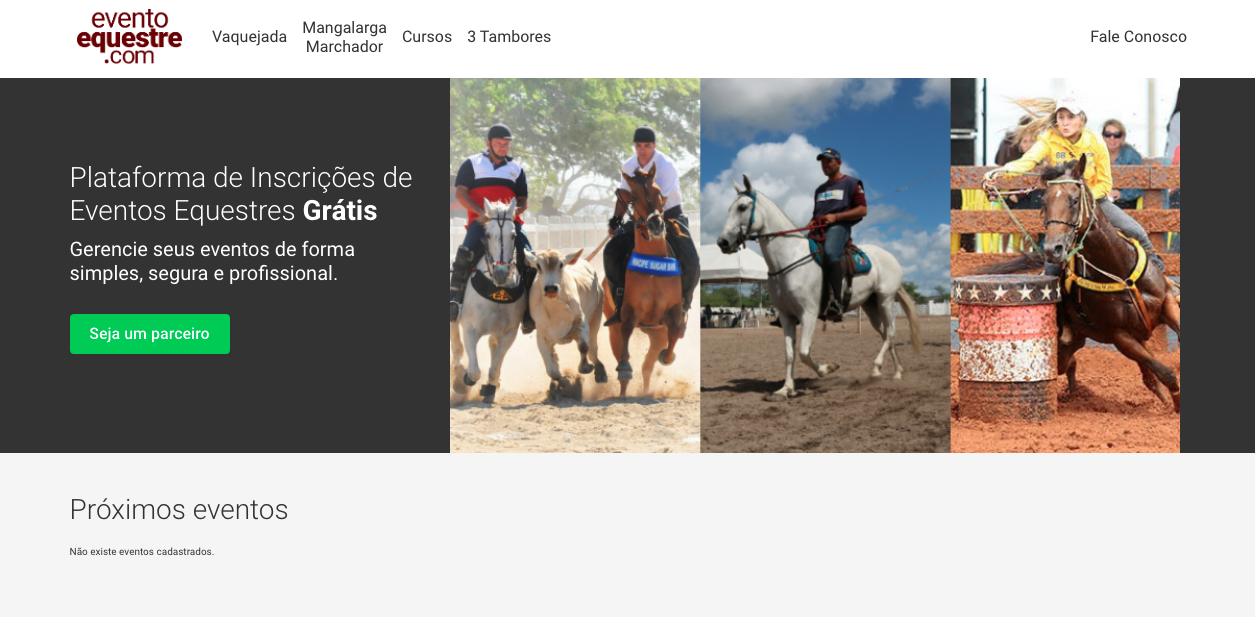 evento
equestre
.com
Vaquejada
Mangalarga
Marchador
Cursos
3 Tambores
Fale Conosco
Plataforma de Inscrições de
Eventos Equestres Grátis
Gerencie seus eventos de forma
simples, segura e profissional.
Seja um parceiro
Próximos eventos
Não existe eventos cadastrados.